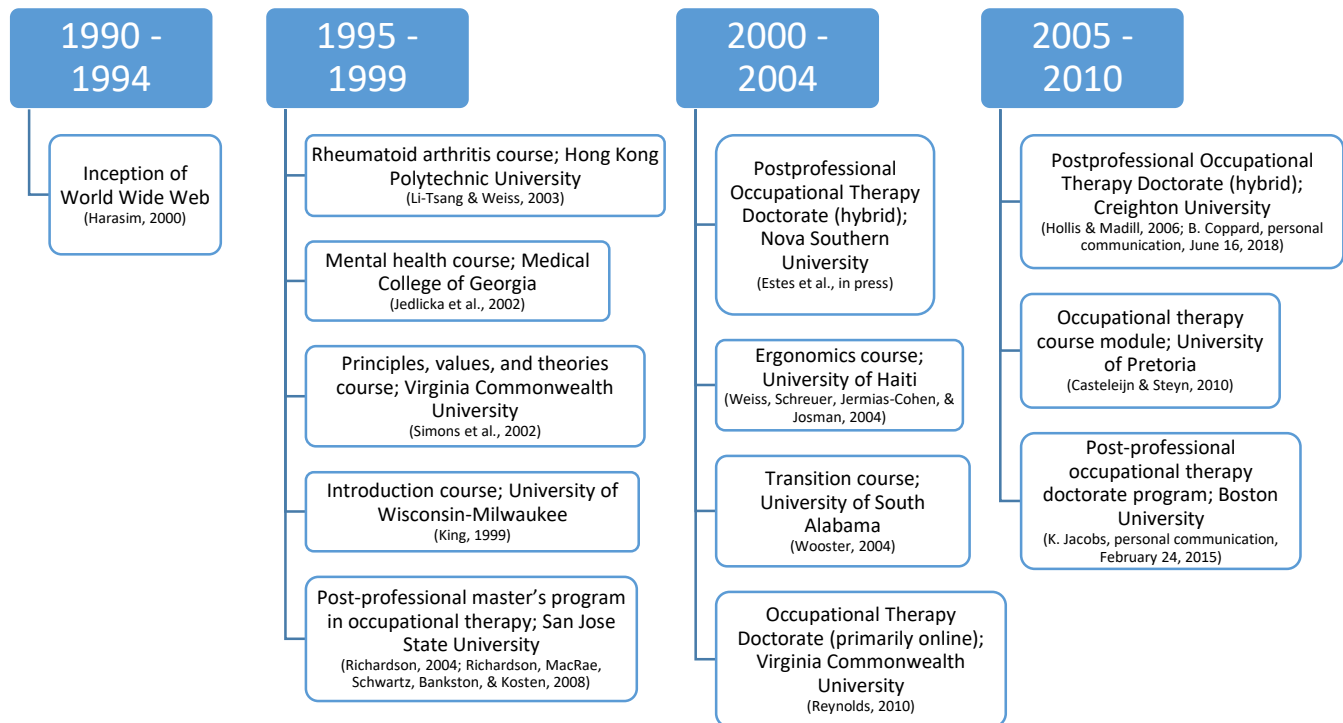 1990 -
1994
Inception of
World Wide Web
(Harasim, 2000)
1995 -
1999
Rheumatoid arthritis course; Hong Kong
Polytechnic University
(Li-Tsang & Weiss, 2003)
Mental health course; Medical
College of Georgia
(Jedlicka et al., 2002)
Principles, values, and theories
course; Virginia Commonwealth
University
(Simons et al., 2002)
Introduction course; University of
Wisconsin-Milwaukee
(King, 1999)
Post-professional master’s program
in occupational therapy; San Jose
State University
(Richardson, 2004; Richardson, MacRae,
Schwartz, Bankston, & Kosten, 2008)
2000 -
2004
Postprofessional
Occupational Therapy
Doctorate (hybrid);
Nova Southern
University
(Estes et al., in press)
Ergonomics course;
University of Haiti
(Weiss, Schreuer, Jermias-Cohen, &
Josman, 2004)
Transition course;
University of South
Alabama
(Wooster, 2004)
Occupational Therapy
Doctorate (primarily online);
Virginia Commonwealth
University
(Reynolds, 2010)
2005 -
2010
Postprofessional Occupational
Therapy Doctorate (hybrid);
Creighton University
(Hollis & Madill, 2006; B. Coppard, personal
communication, June 16, 2018)
Occupational therapy
course module; University
of Pretoria
(Casteleijn & Steyn, 2010)
Post-professional
occupational therapy
doctorate program; Boston
University
(K. Jacobs, personal communication,
February 24, 2015)